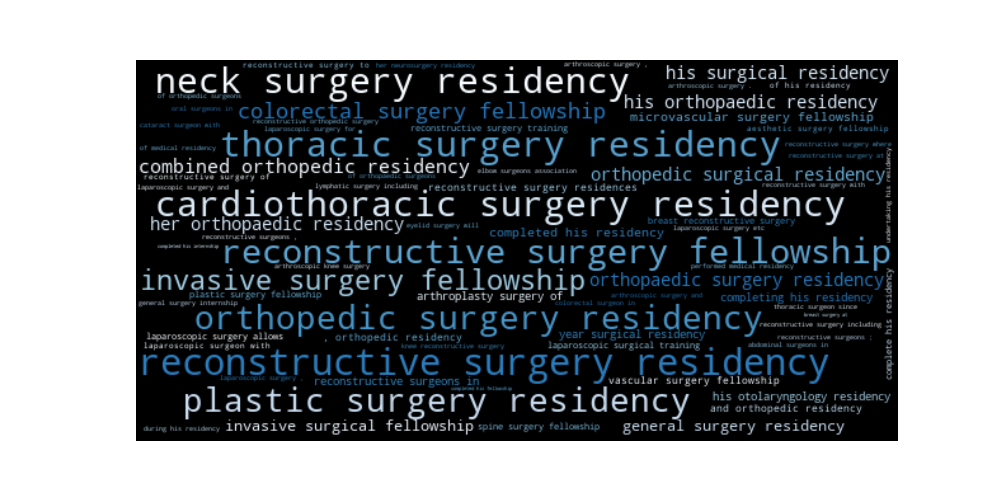 reconstructive surgery to
her neurosurgery residency
arthroscopic surgery ,
neck surgery residency
his surgical residency
arthroscopic surgery .
of his residency
of orthopedic surgeons
his orthopaedic residency
oral surgeons in
colorectal surgery fellowship
microvascular surgery fellowship
reconstructive orthopedic surgery
cataract surgeon with
laparoscopic surgery for
reconstructive surgery training
aesthetic surgery fellowship
thoracic surgery residency
of medical residency
reconstructive surgery where
reconstructive surgery at
combined orthopedic residency
elbow surgeons association
orthopedic surgical residency
reconstructive surgery of
of orthopaedic surgeons
laparoscopic surgery and
lymphatic surgery including
reconstructive surgery residences
reconstructive surgery with
undertaking his residency
cardiothoracic surgery residency
her orthopaedic residency
eyelid surgery will
breast reconstructive surgery
laparoscopic surgery etc
completed his residency
reconstructive surgeons ,
completed his internship
reconstructive surgery fellowship
arthroscopic knee surgery
performed medical residency
invasive surgery fellowship
orthopaedic surgery residency
complete his residency
plastic surgery fellowship
arthroplasty surgery of
arthroscopic surgery and
completing his residency
general surgery internship
colorectal surgeon in
thoracic surgeon since
orthopedic surgery residency
breast surgery at
reconstructive surgery including
laparoscopic surgery allows
, orthopedic residency
year surgical residency
reconstructive surgeons :
laparoscopic surgeon with
knee reconstructive surgery
laparoscopic surgical training
abdominal surgeons in
reconstructive surgery residency
laparoscopic surgery .
reconstructive surgeons in
vascular surgery fellowship
completed his fellowship
plastic surgery residency
his otolaryngology residency
and orthopedic residency
during his residency
invasive surgical fellowship
spine surgery fellowship
general surgery residency